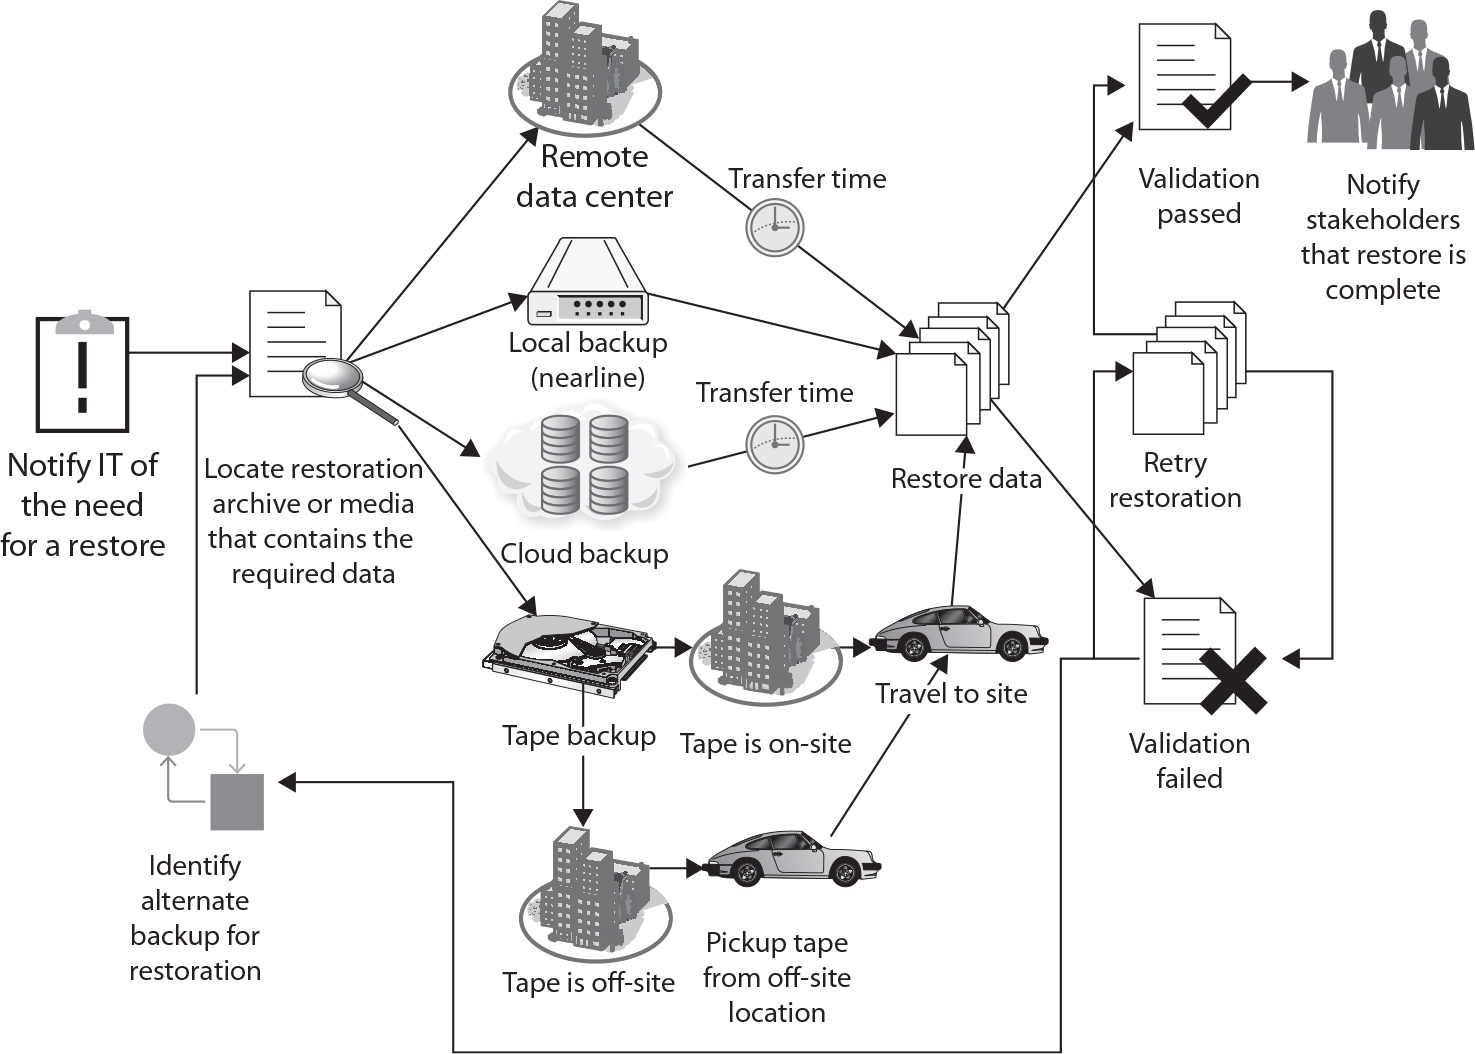 Notify IT of
the need
for a restore
Locate restoration
archive or media
that contains the
required data
Identify
alternate
backup for
restoration
Remote
data center
Local backup
(nearline)
Cloud backup
Tape backup
Tape is on-site
Tape is off-site
Pickup tape
from off-site
location
Travel to site
Transfer time
Transfer time
Restore data
Validation
passed
Notify
stakeholders
that restore is
complete
Retry
restoration
Validation
failed